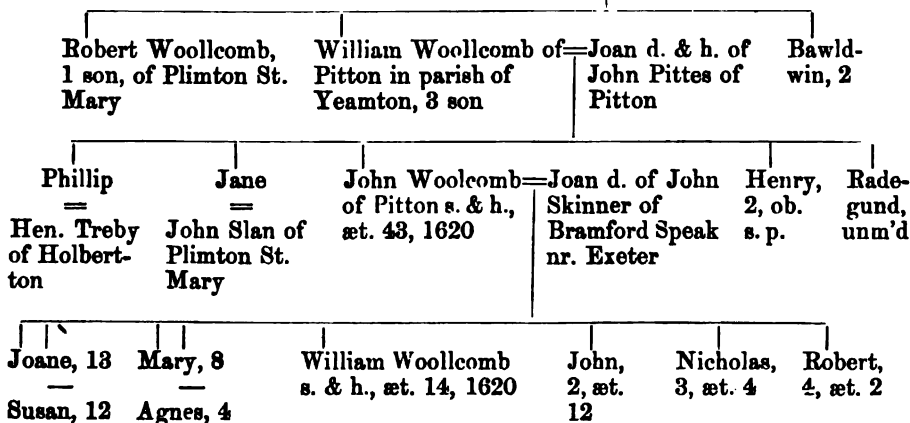 Robert Woollcomb,
1 son, of Plimton St.
Mary
William Woollcomb of=Joan d. & h. of
Pitton in parish of
Yeamton, 3 son
John Pittes of
Pitton
Bawld-
win, 2
Phillip
=
Hen. Treby
of Holbert-
ton
Jane
=
John Slan of
Plimton St.
Mary
John Woolcomb=Joan d. of John
of Pitton s. & h.,
æt. 43, 1620
Skinner of
Bramford Speak
nr. Exeter
Henry,
2, ob.
s. p.
Rade-
gund,
unm'd
Joane, 13
—
Susan, 12
Mary, 8
—
Agnes, 4
William Woollcomb
s. & h., æt. 14, 1620
John,
2, æt.
12
Nicholas,
3, æt. 4
Robert,
4, æt. 2